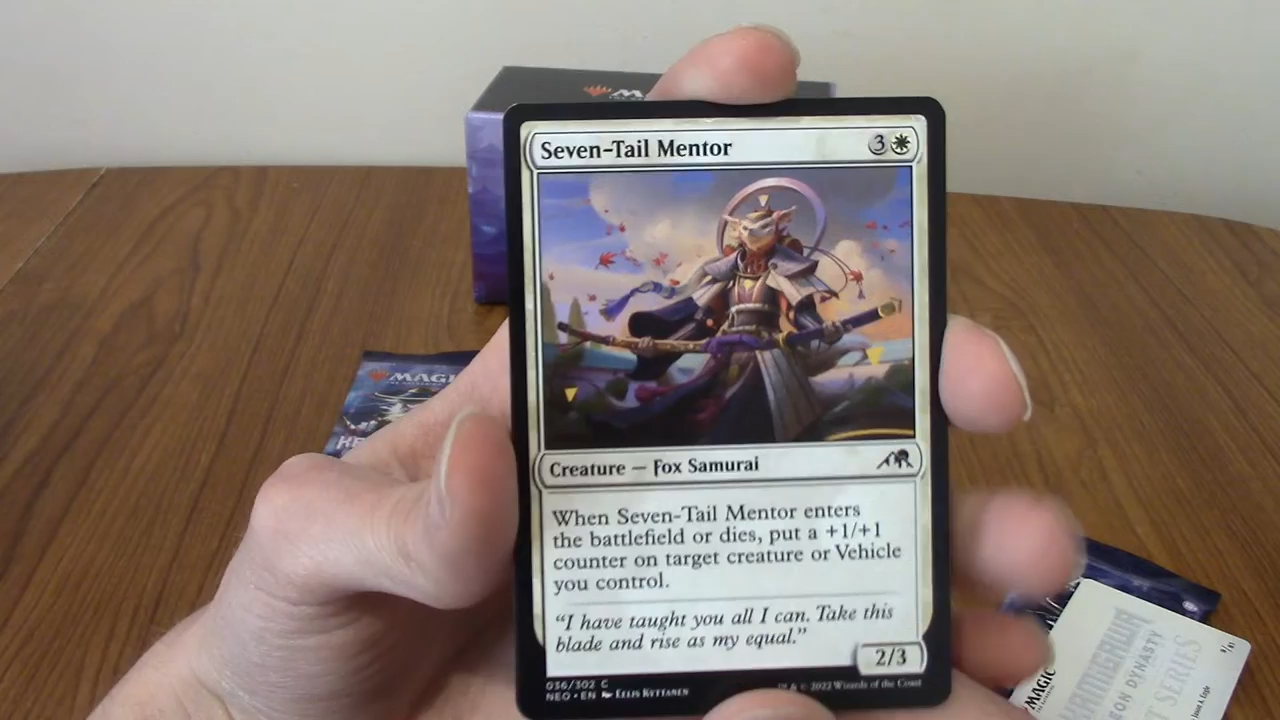 Seven-Tail Mentor 3
Creature — Fox Samurai
When Seven-Tail Mentor enters
the battlefield or dies, put a +1/+1
counter on target creature or Vehicle
you control.
"I have taught you all I can. Take this
blade and rise as my equal."
2/3
036/302 C
NEO • EN Eelis Kyttanen
& © 2022 Wizards of the Coast
MAGIC